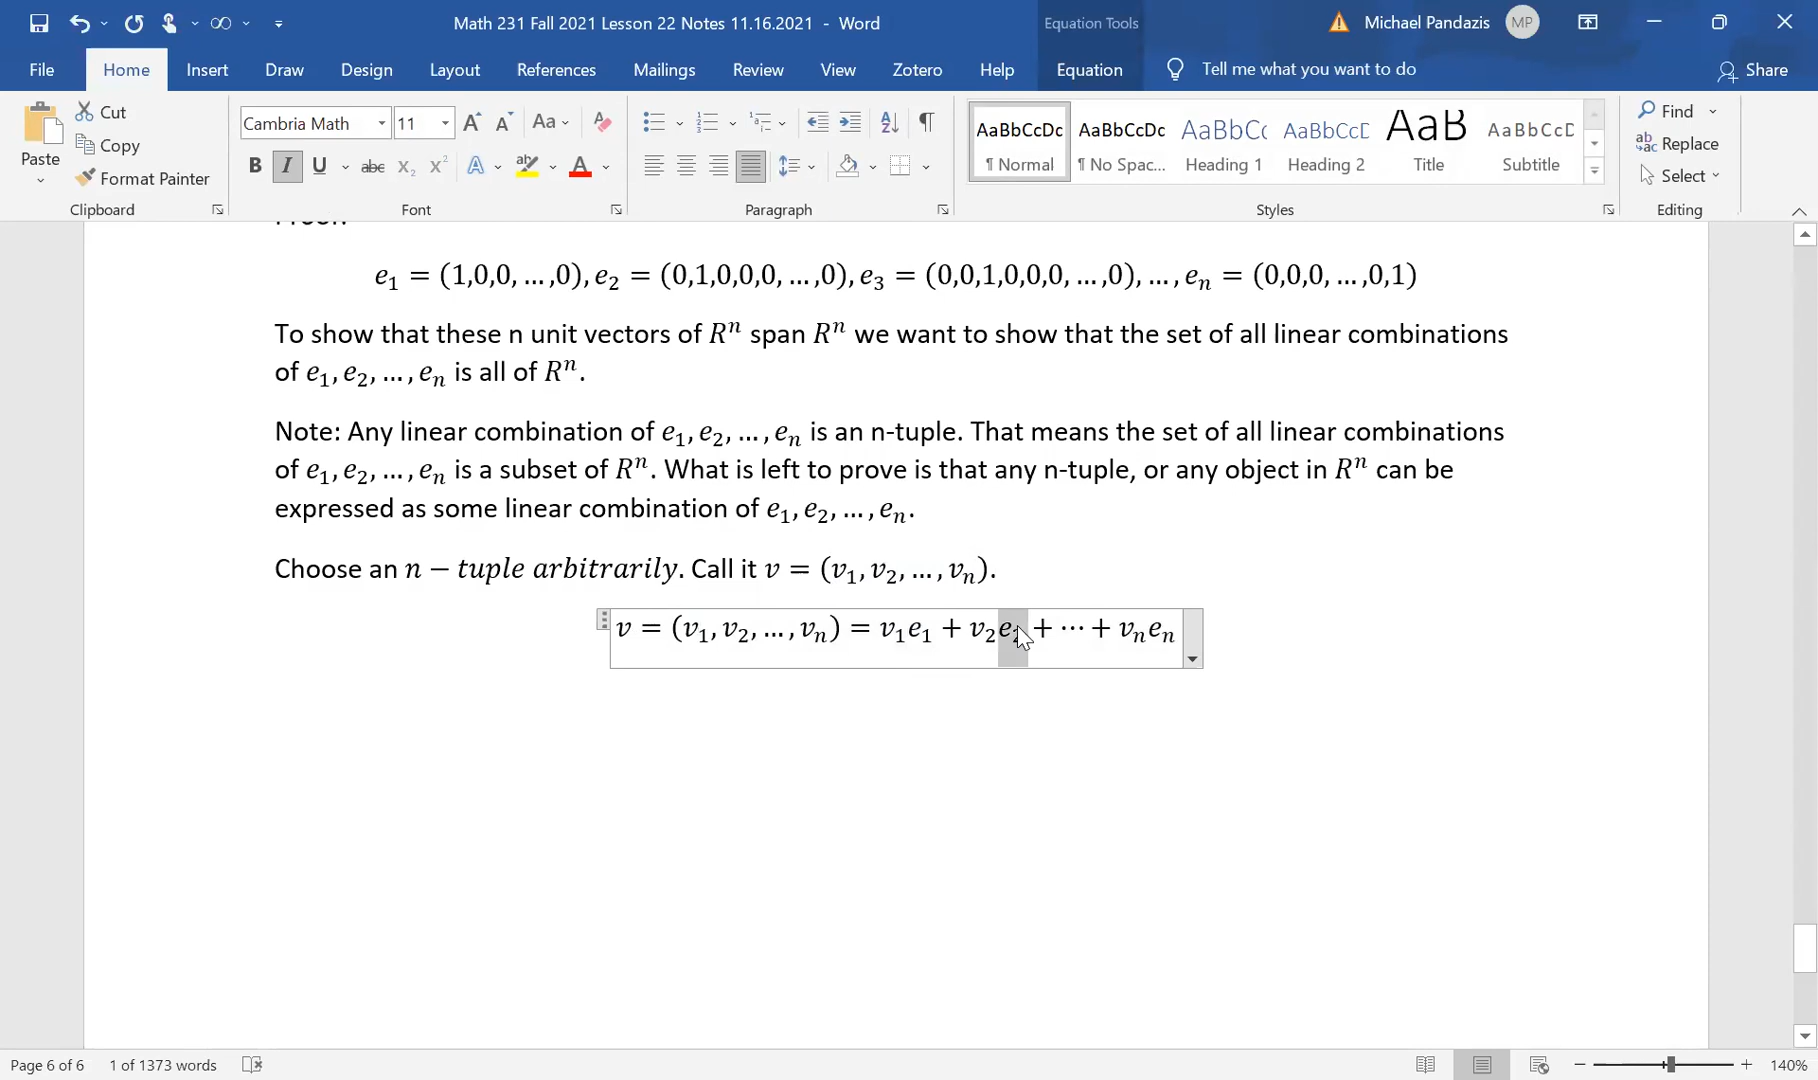 Math 231 Fall 2021 Lesson 22 Notes 11.16.2021 - Word
Equation Tools
Michael Pandazis
MP
File
Home
Insert
Draw
Design
Layout
References
Mailings
Review
View
Zotero
Help
Equation
Tell me what you want to do
Share
Paste
Cut
Copy
Format Painter
Clipboard
Cambria Math
11
Aa
B I U abc x₂ x²
A
Font
Paragraph
AaBbCcDc
¶ Normal
AaBbCcDc
¶ No Spac...
AaBbCc
Heading 1
AaBbCcD
Heading 2
AaB
Title
AaBbCcD
Subtitle
Styles
Find
Replace
Select
Editing
e₁ = (1,0,0, … ,0), e₂ = (0,1,0,0,0, … ,0), e₃ = (0,0,1,0,0,0, … ,0), … , eₙ = (0,0,0, … ,0,1)
To show that these n unit vectors of Rⁿ span Rⁿ we want to show that the set of all linear combinations
of e₁, e₂, … , eₙ is all of Rⁿ.
Note: Any linear combination of e₁, e₂, … , eₙ is an n-tuple. That means the set of all linear combinations
of e₁, e₂, … , eₙ is a subset of Rⁿ. What is left to prove is that any n-tuple, or any object in Rⁿ can be
expressed as some linear combination of e₁, e₂, … , eₙ.
Choose an n − tuple arbitrarily. Call it v = (v₁, v₂, … , vₙ).
v = (v₁, v₂, … , vₙ) = v₁e₁ + v₂e₂ + ⋯ + vₙeₙ
Page 6 of 6
1 of 1373 words
140%